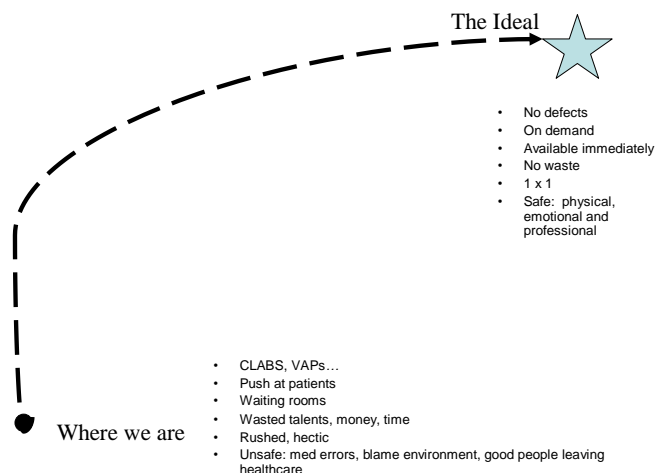 The Ideal
• No defects
• On demand
• Available immediately
• No waste
• 1 x 1
• Safe: physical,
emotional and
professional
• CLABS, VAPs…
• Push at patients
• Waiting rooms
• Wasted talents, money, time
• Rushed, hectic
• Unsafe: med errors, blame environment, good people leaving
healthcare
Where we are